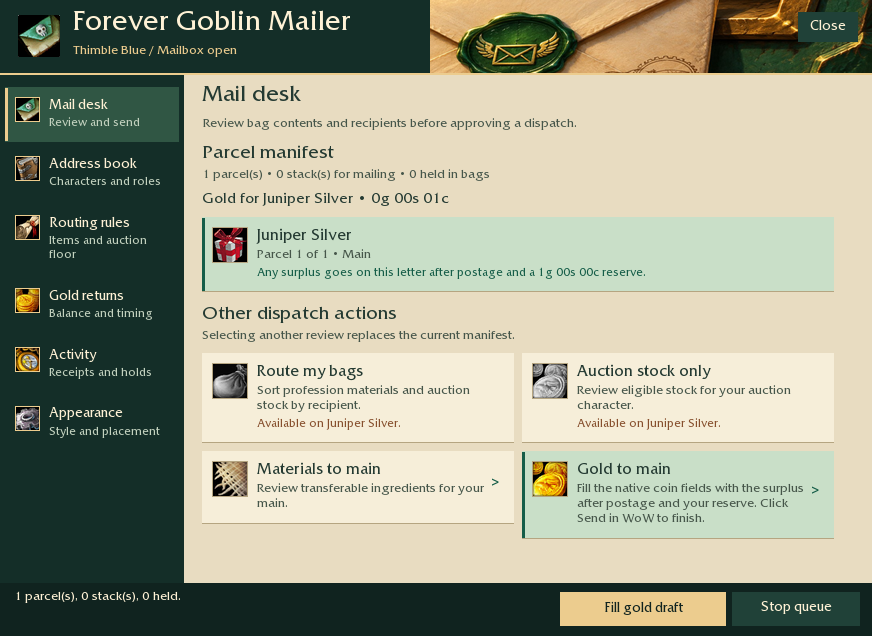 Forever Goblin Mailer
Thimble Blue / Mailbox open
Close
Mail desk
Review and send
Address book
Characters and roles
Routing rules
Items and auction
floor
Gold returns
Balance and timing
Activity
Receipts and holds
Appearance
Style and placement
Mail desk
Review bag contents and recipients before approving a dispatch.
Parcel manifest
1 parcel(s) • 0 stack(s) for mailing • 0 held in bags
Gold for Juniper Silver • 0g 00s 01c
Juniper Silver
Parcel 1 of 1 • Main
Any surplus goes on this letter after postage and a 1g 00s 00c reserve.
Other dispatch actions
Selecting another review replaces the current manifest.
Route my bags
Sort profession materials and auction
stock by recipient.
Available on Juniper Silver.
Auction stock only
Review eligible stock for your auction
character.
Available on Juniper Silver.
Materials to main
Review transferable ingredients for your
main.
>
Gold to main
Fill the native coin fields with the surplus
after postage and your reserve. Click
Send in WoW to finish.
>
1 parcel(s), 0 stack(s), 0 held.
Fill gold draft
Stop queue